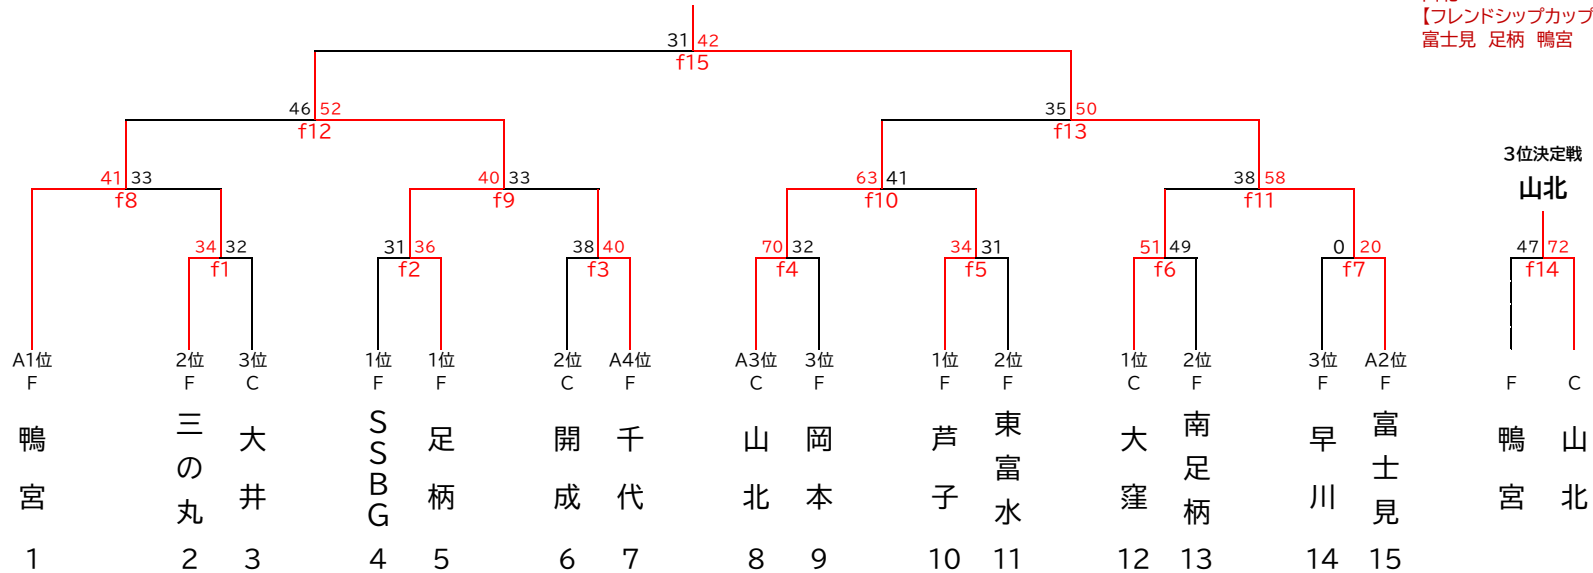 【フレンドシップカップ
富士見 足柄 鴨宮
31 42
f15
46 52
f12
35 50
f13
3位決定戦
山北
41 33
f8
40 33
f9
63 41
f10
38 58
f11
34 32
f1
31 36
f2
38 40
f3
70 32
f4
34 31
f5
51 49
f6
0 20
f7
47 72
f14
A1位 2位 3位 1位 1位 2位 A4位 A3位 3位 1位 2位 1位 2位 3位 A2位
F F C F F C F C F F F C F F F F C
鴨宮
三の丸
大井
SSBG
足柄
開成
千代
山北
岡本
芦子
東富水
大窪
南足柄
早川
富士見
鴨宮
山北
1 2 3 4 5 6 7 8 9 10 11 12 13 14 15